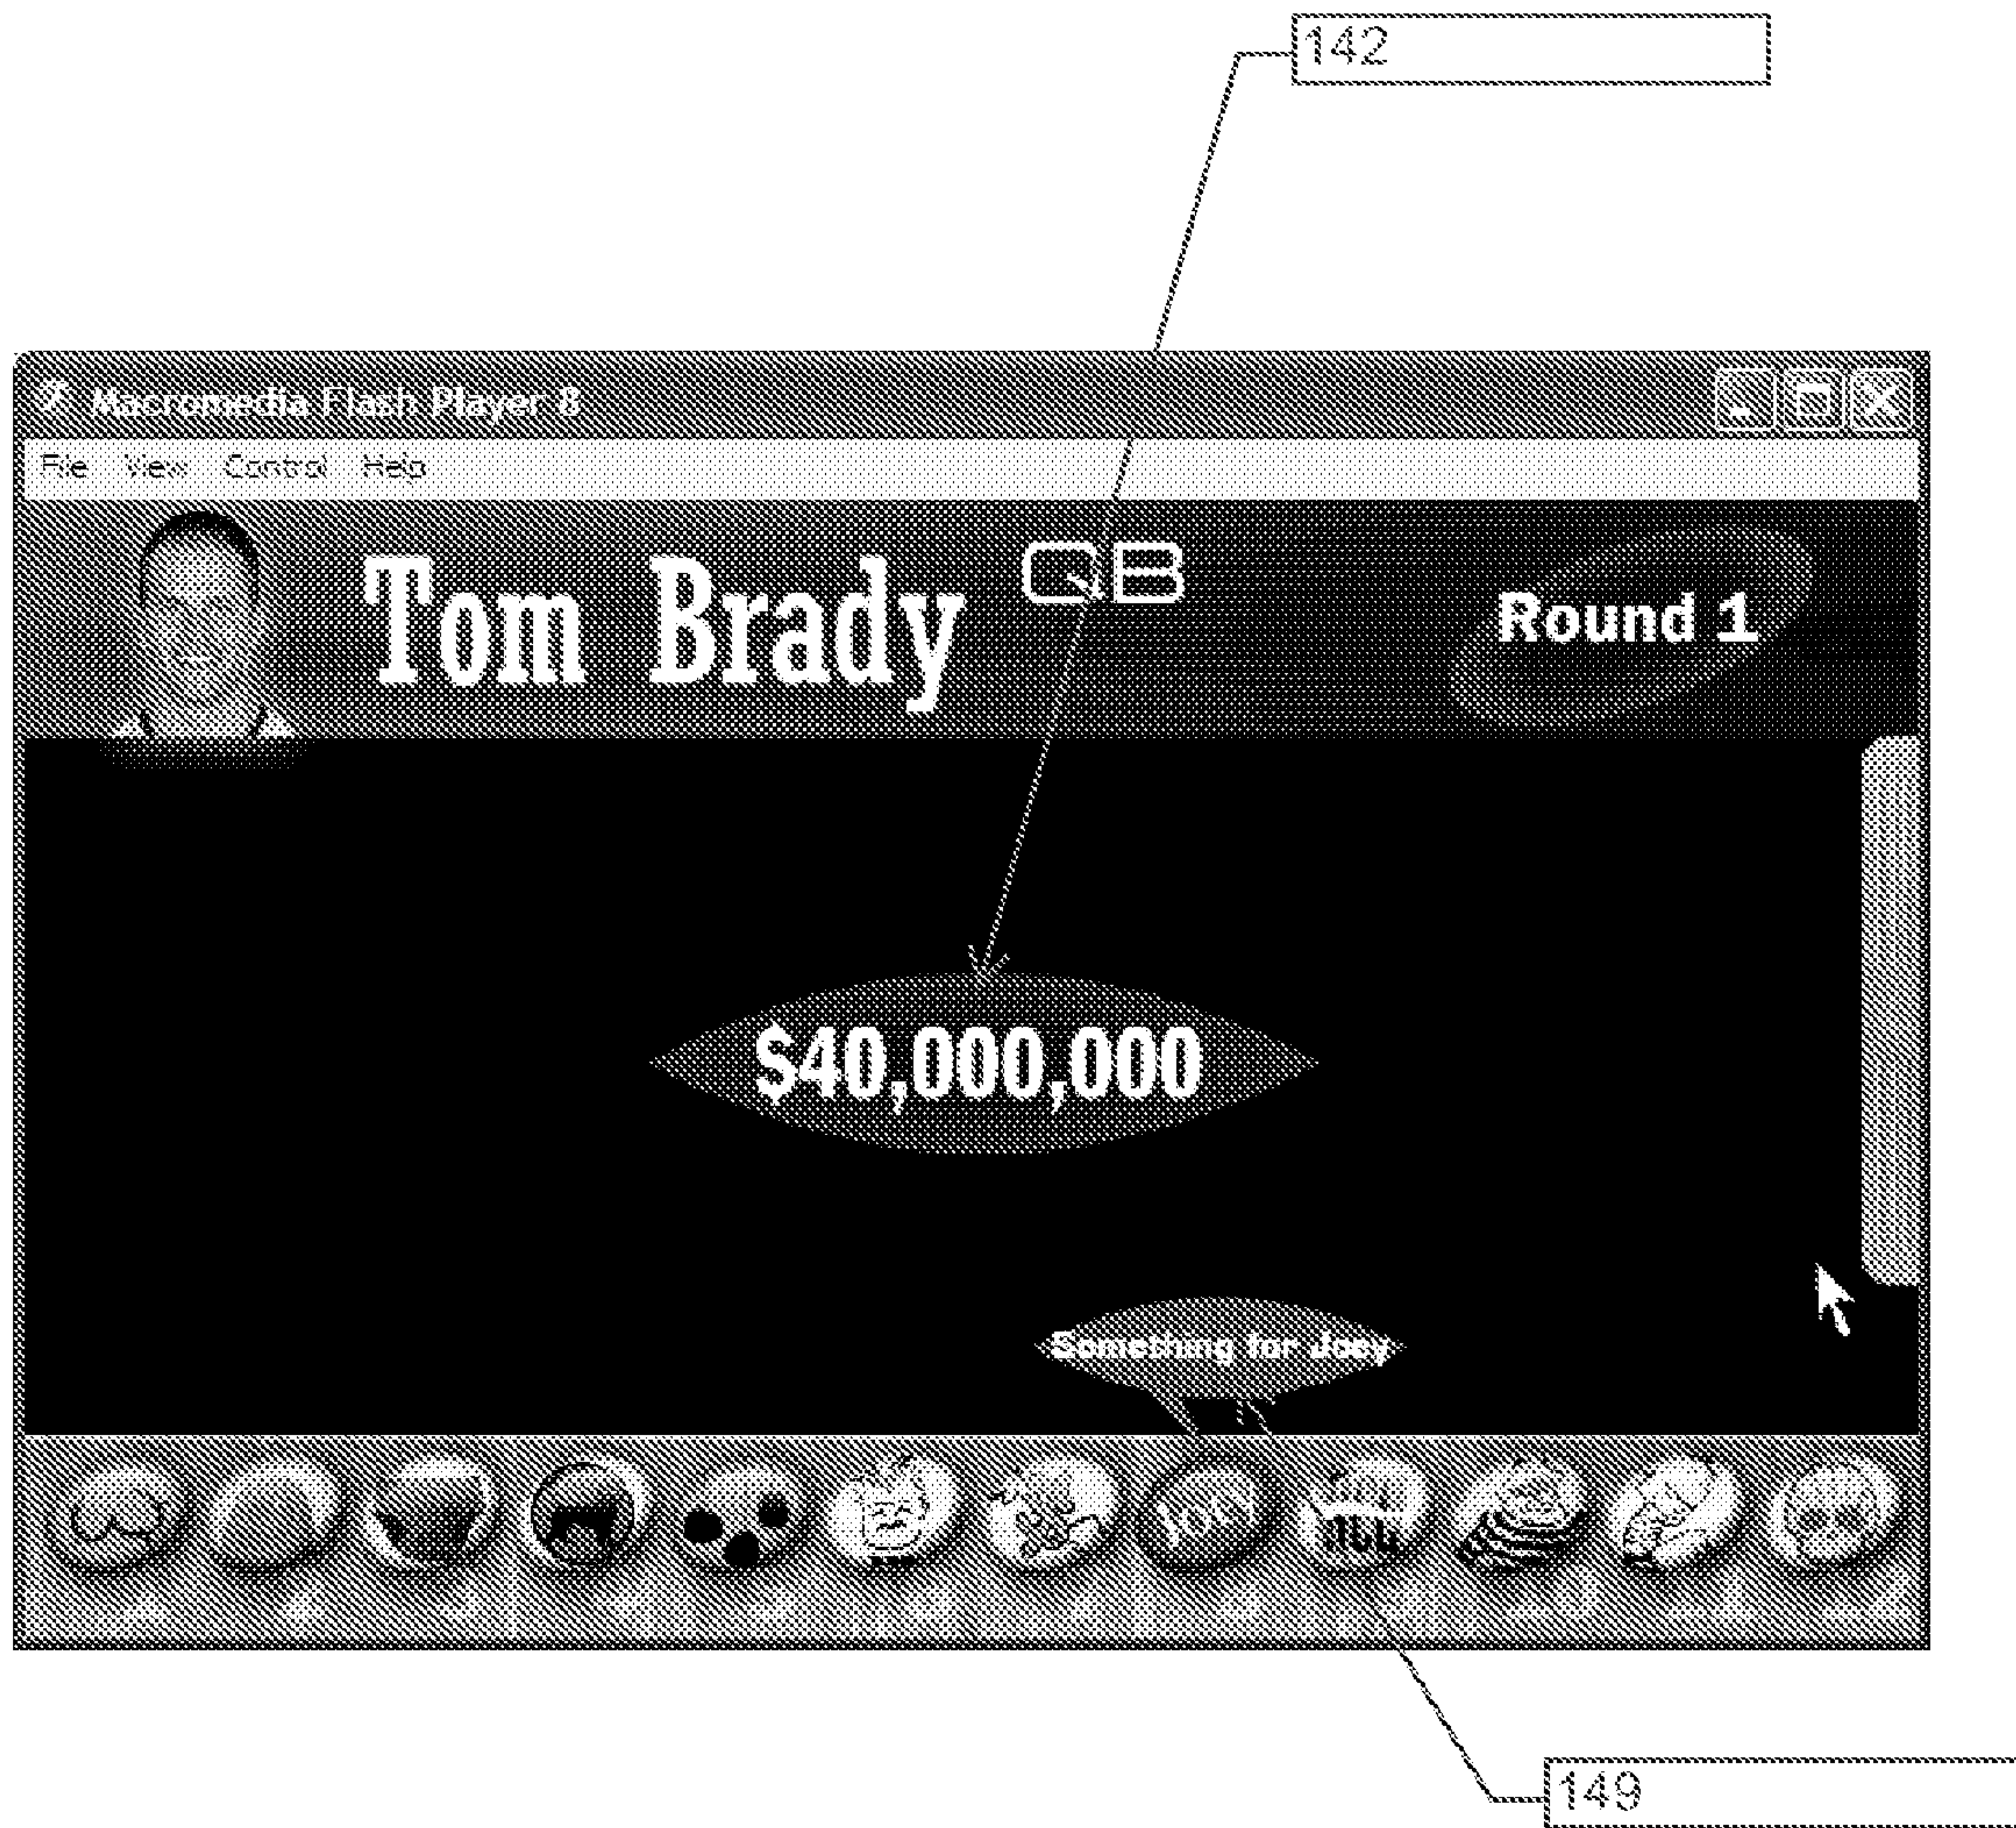 142
Macromedia Flash Player 8
File View Control Help
Tom Brady QB
Round 1
$40,000,000
Something for Joey
149